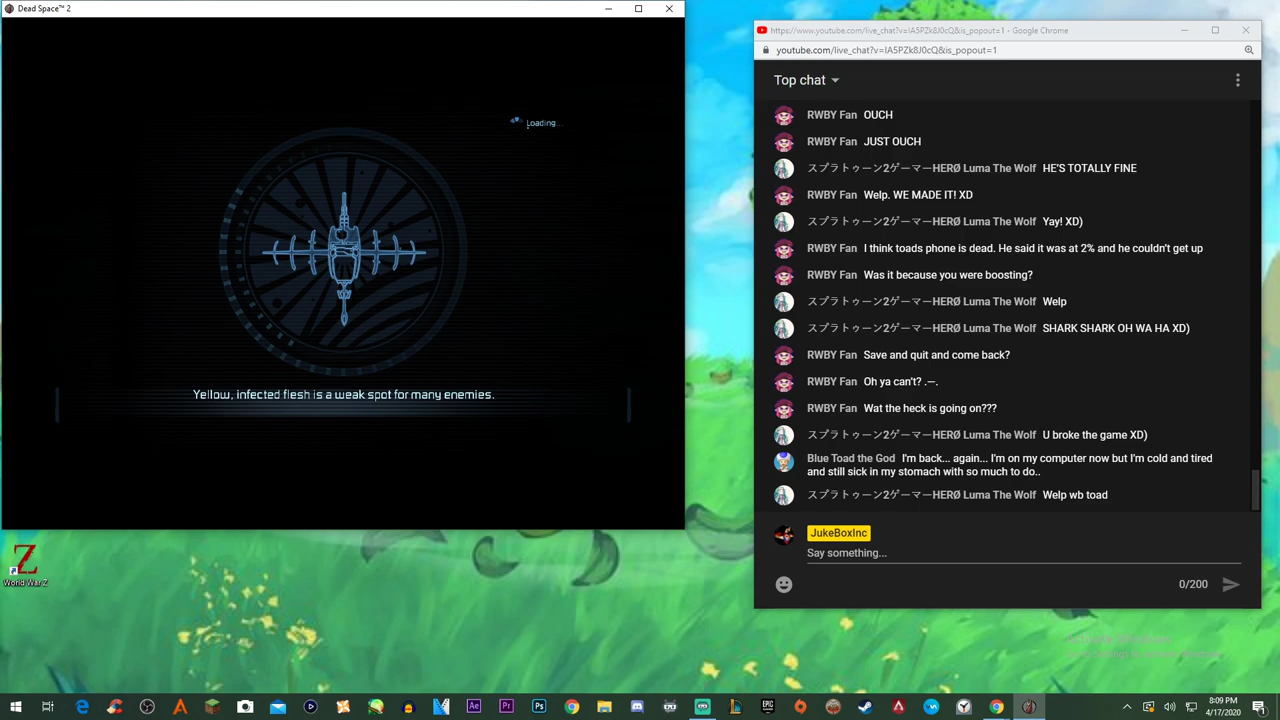 Dead Space™ 2
Loading...
Yellow, infected flesh is a weak spot for many enemies.
World War Z
https://www.youtube.com/live_chat?v=IA5PZk8J0cQ&is_popout=1 - Google Chrome
youtube.com/live_chat?v=IA5PZk8J0cQ&is_popout=1
Top chat
RWBY Fan OUCH
RWBY Fan JUST OUCH
スプラトゥーン2ゲーマーHERØ Luma The Wolf HE'S TOTALLY FINE
RWBY Fan Welp. WE MADE IT! XD
スプラトゥーン2ゲーマーHERØ Luma The Wolf Yay! XD)
RWBY Fan I think toads phone is dead. He said it was at 2% and he couldn't get up
RWBY Fan Was it because you were boosting?
スプラトゥーン2ゲーマーHERØ Luma The Wolf Welp
スプラトゥーン2ゲーマーHERØ Luma The Wolf SHARK SHARK OH WA HA XD)
RWBY Fan Save and quit and come back?
RWBY Fan Oh ya can't? .—.
RWBY Fan Wat the heck is going on???
スプラトゥーン2ゲーマーHERØ Luma The Wolf U broke the game XD)
Blue Toad the God I'm back... again... I'm on my computer now but I'm cold and tired
and still sick in my stomach with so much to do..
スプラトゥーン2ゲーマーHERØ Luma The Wolf Welp wb toad
JukeBoxInc
Say something...
0/200
Ae Pr Ps
EPIC
8:09 PM
4/17/2020